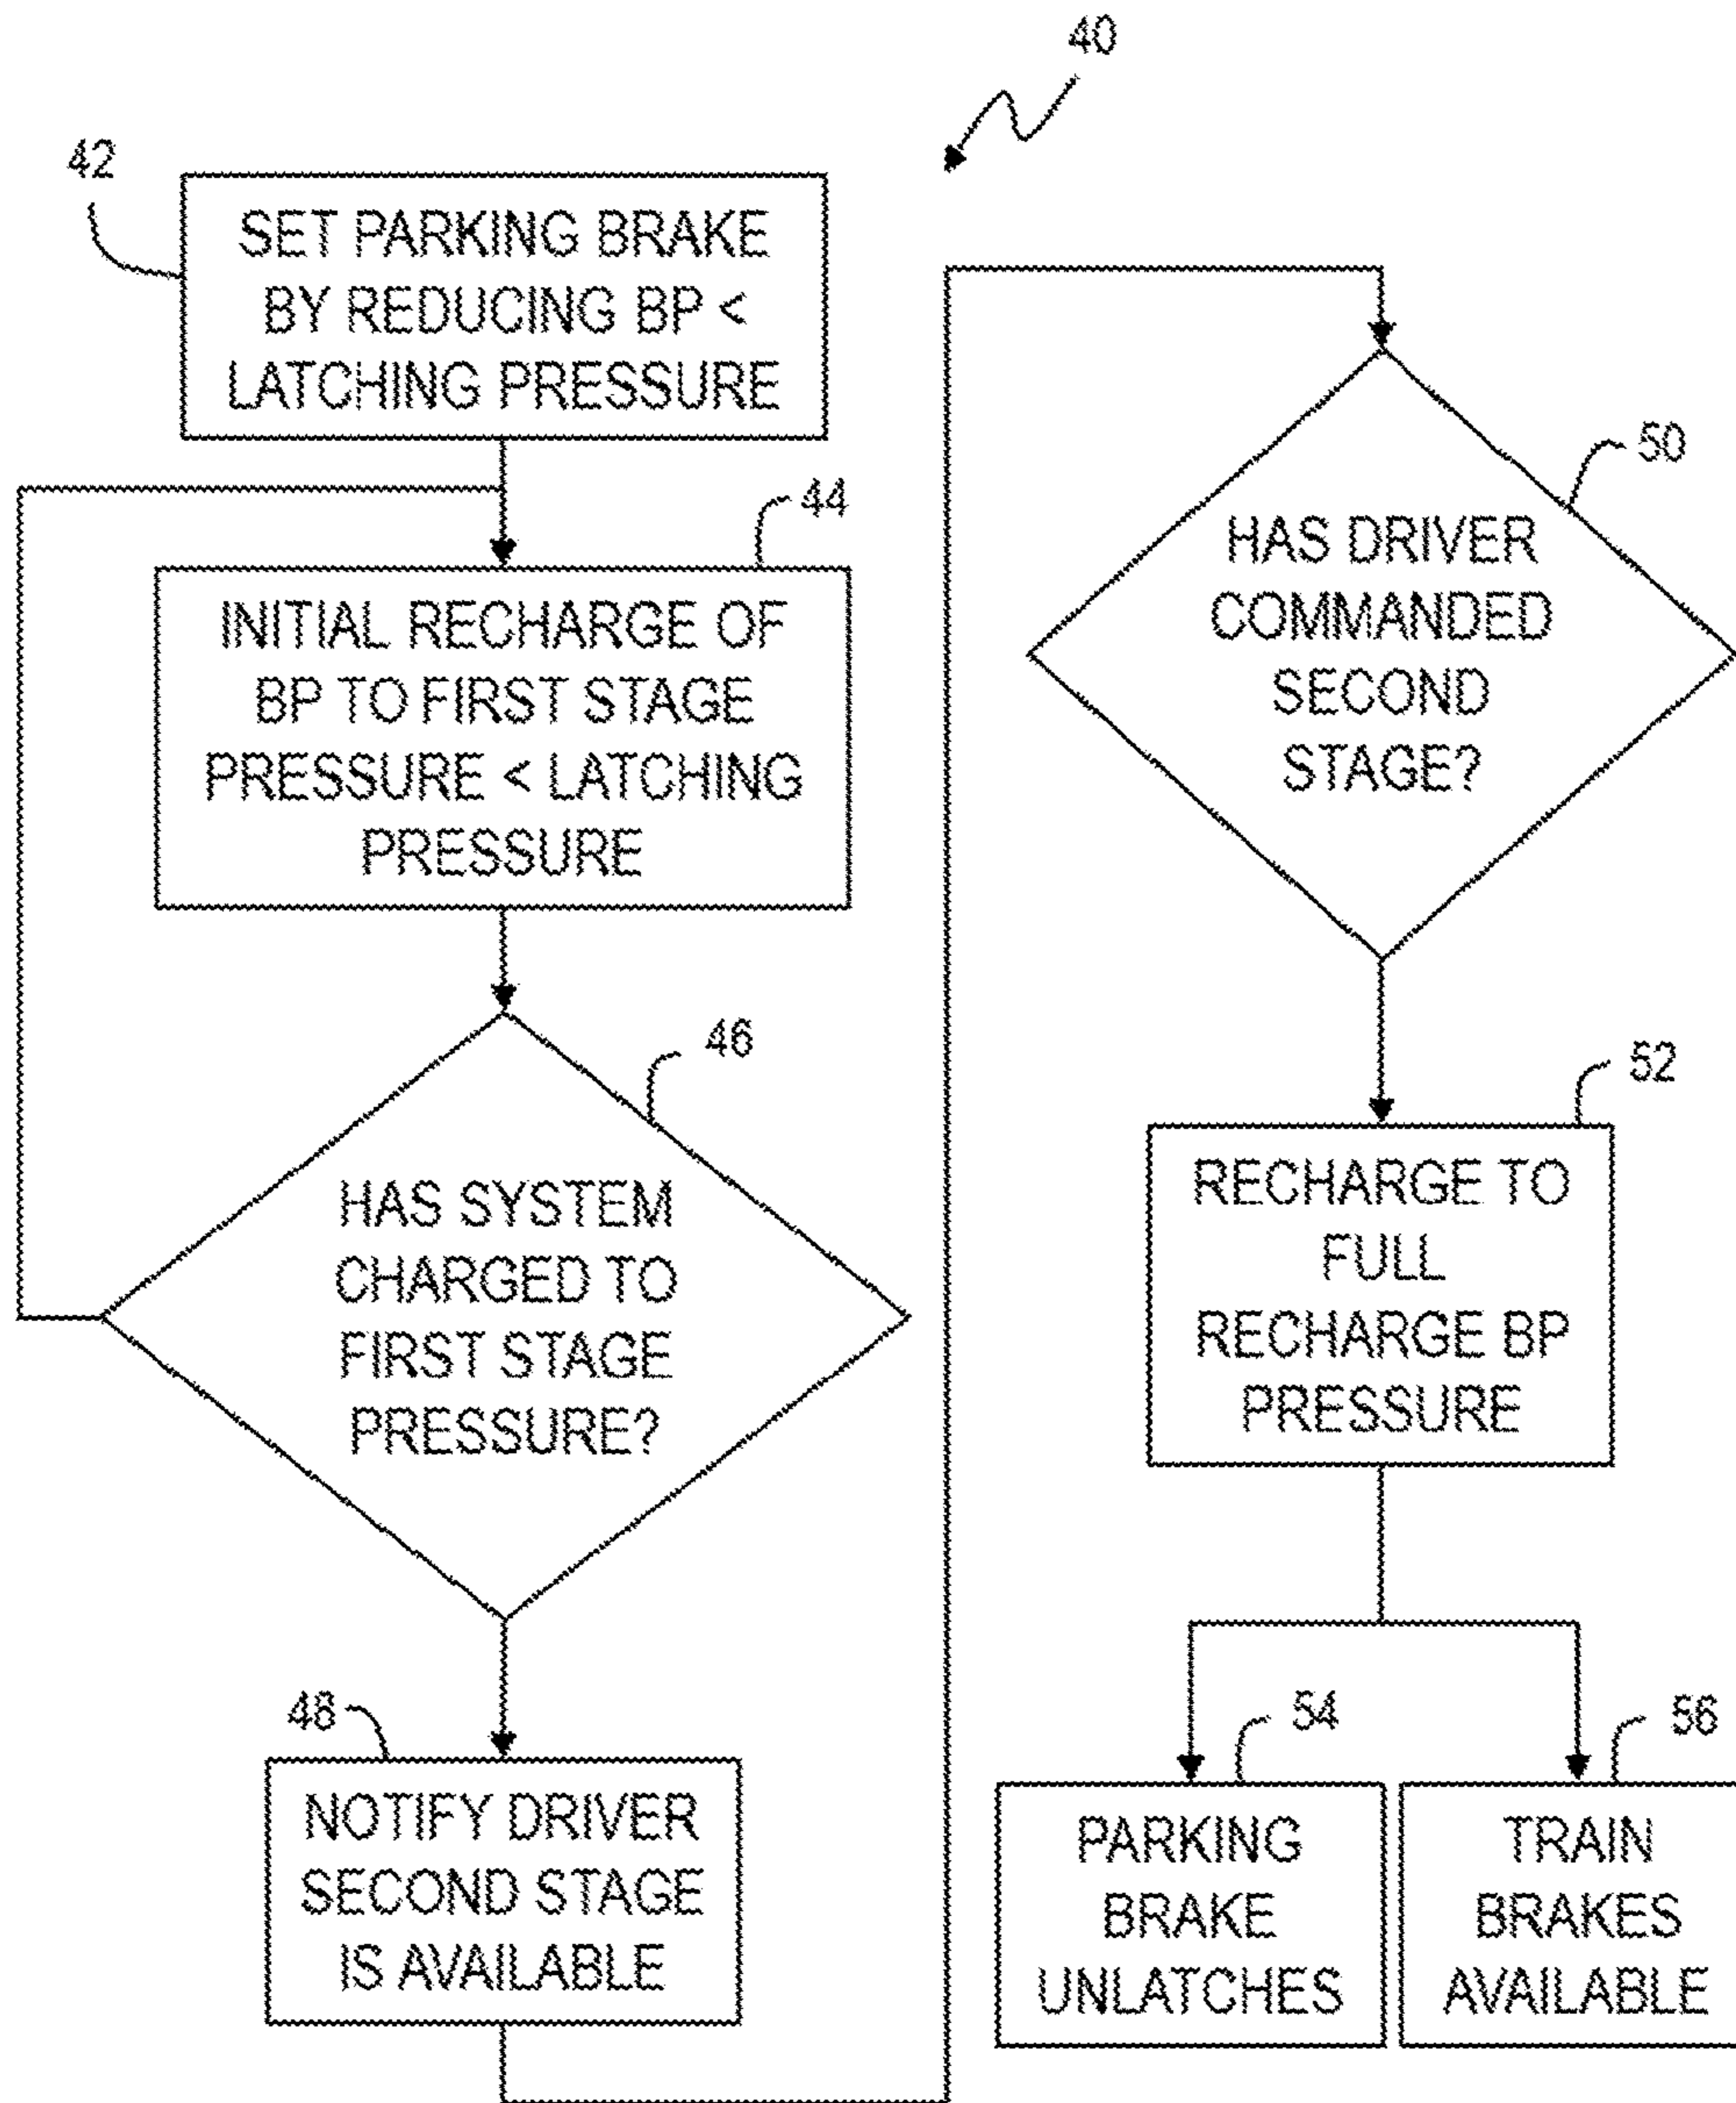 40
42
SET PARKING BRAKE
BY REDUCING BP <
LATCHING PRESSURE
44
INITIAL RECHARGE OF
BP TO FIRST STAGE
PRESSURE < LATCHING
PRESSURE
46
HAS SYSTEM
CHARGED TO
FIRST STAGE
PRESSURE?
48
NOTIFY DRIVER
SECOND STAGE
IS AVAILABLE
50
HAS DRIVER
COMMANDED
SECOND
STAGE?
52
RECHARGE TO
FULL
RECHARGE BP
PRESSURE
54
PARKING
BRAKE
UNLATCHES
56
TRAIN
BRAKES
AVAILABLE